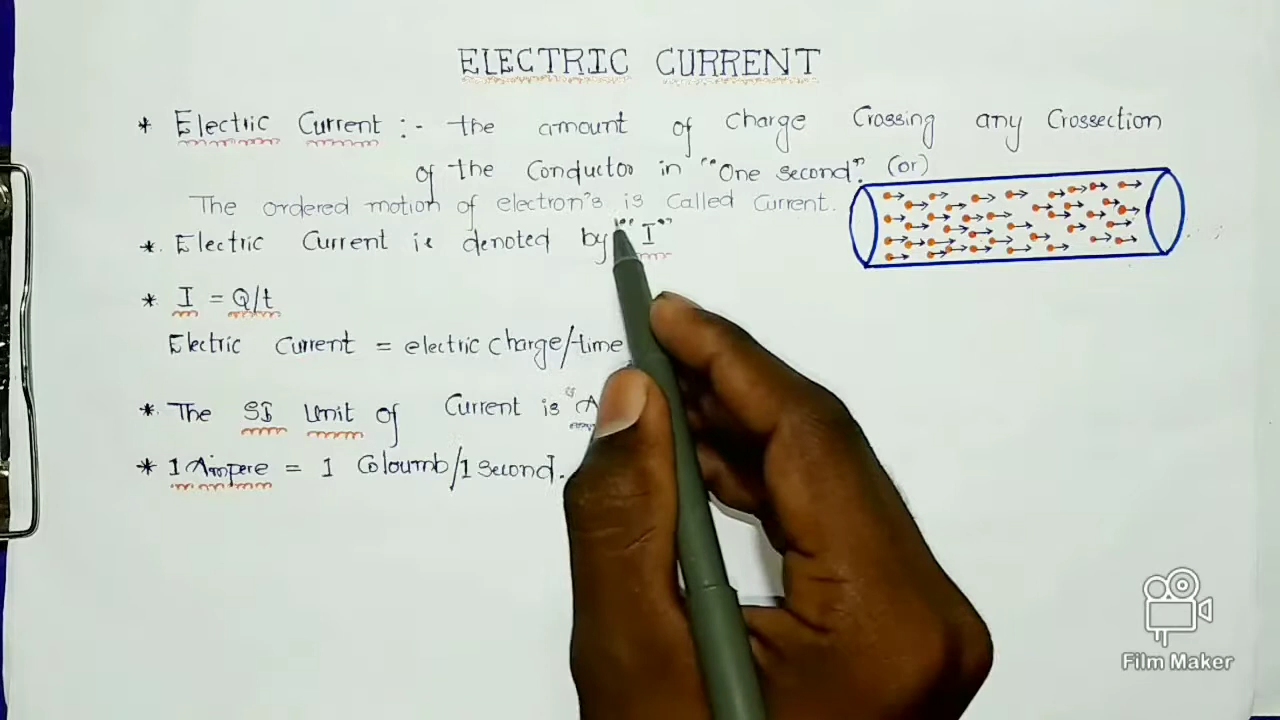 ELECTRIC CURRENT
* Electric Current :- the amount of charge Crossing any Crossection
of the Conductor in "One second". (or)
The ordered motion of electron's is Called Current.
* Electric Current is denoted by "I"
* I = Q/t
Electric Current = electric charge/time
* The SI Unit of Current is "A
* 1 Ampere = 1 Coloumb/1 Second.
Film Maker